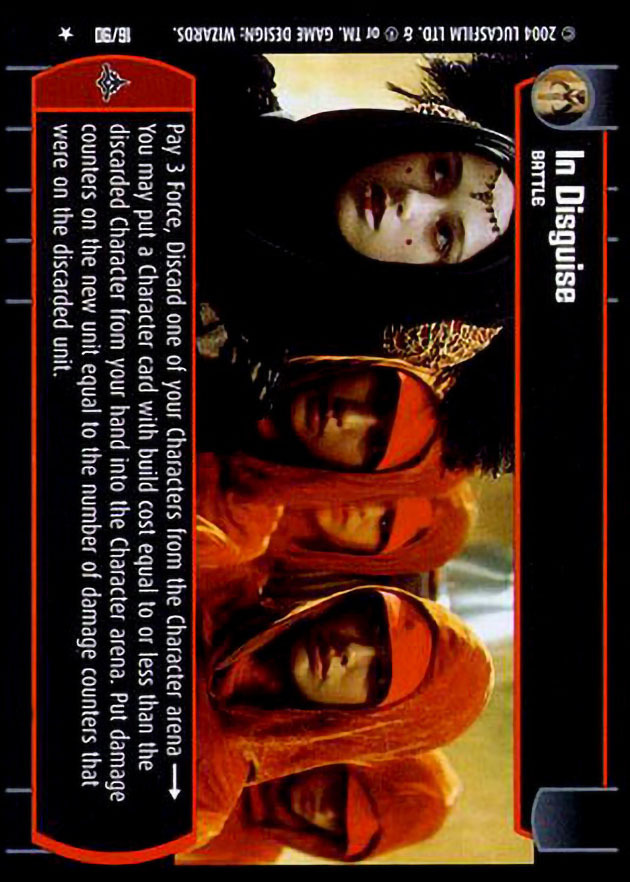 In Disguise
BATTLE
Pay 3 Force, Discard one of your Characters from the Character arena →
You may put a Character card with build cost equal to or less than the
discarded Character from your hand into the Character arena. Put damage
counters on the new unit equal to the number of damage counters that
were on the discarded unit.
© 2004 LUCASFILM LTD. & ® or TM. GAME DESIGN: WIZARDS.
16/90 ★